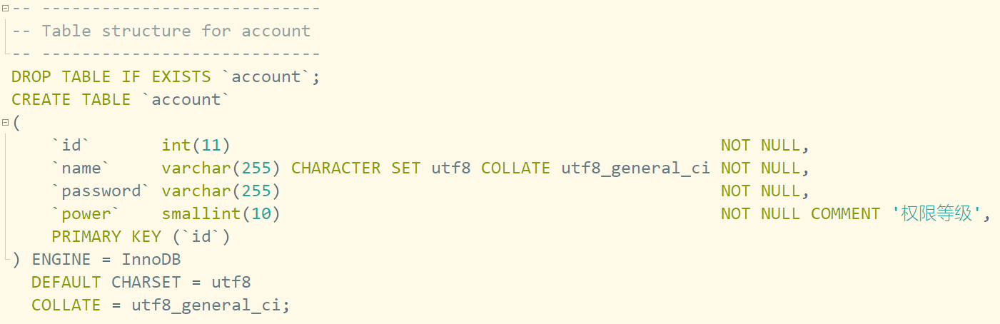 -- ----------------------------
-- Table structure for account
-- ----------------------------
DROP TABLE IF EXISTS `account`;
CREATE TABLE `account`
(
    `id`       int(11)                                                 NOT NULL,
    `name`     varchar(255) CHARACTER SET utf8 COLLATE utf8_general_ci NOT NULL,
    `password` varchar(255)                                            NOT NULL,
    `power`    smallint(10)                                            NOT NULL COMMENT '权限等级',
    PRIMARY KEY (`id`)
) ENGINE = InnoDB
  DEFAULT CHARSET = utf8
  COLLATE = utf8_general_ci;